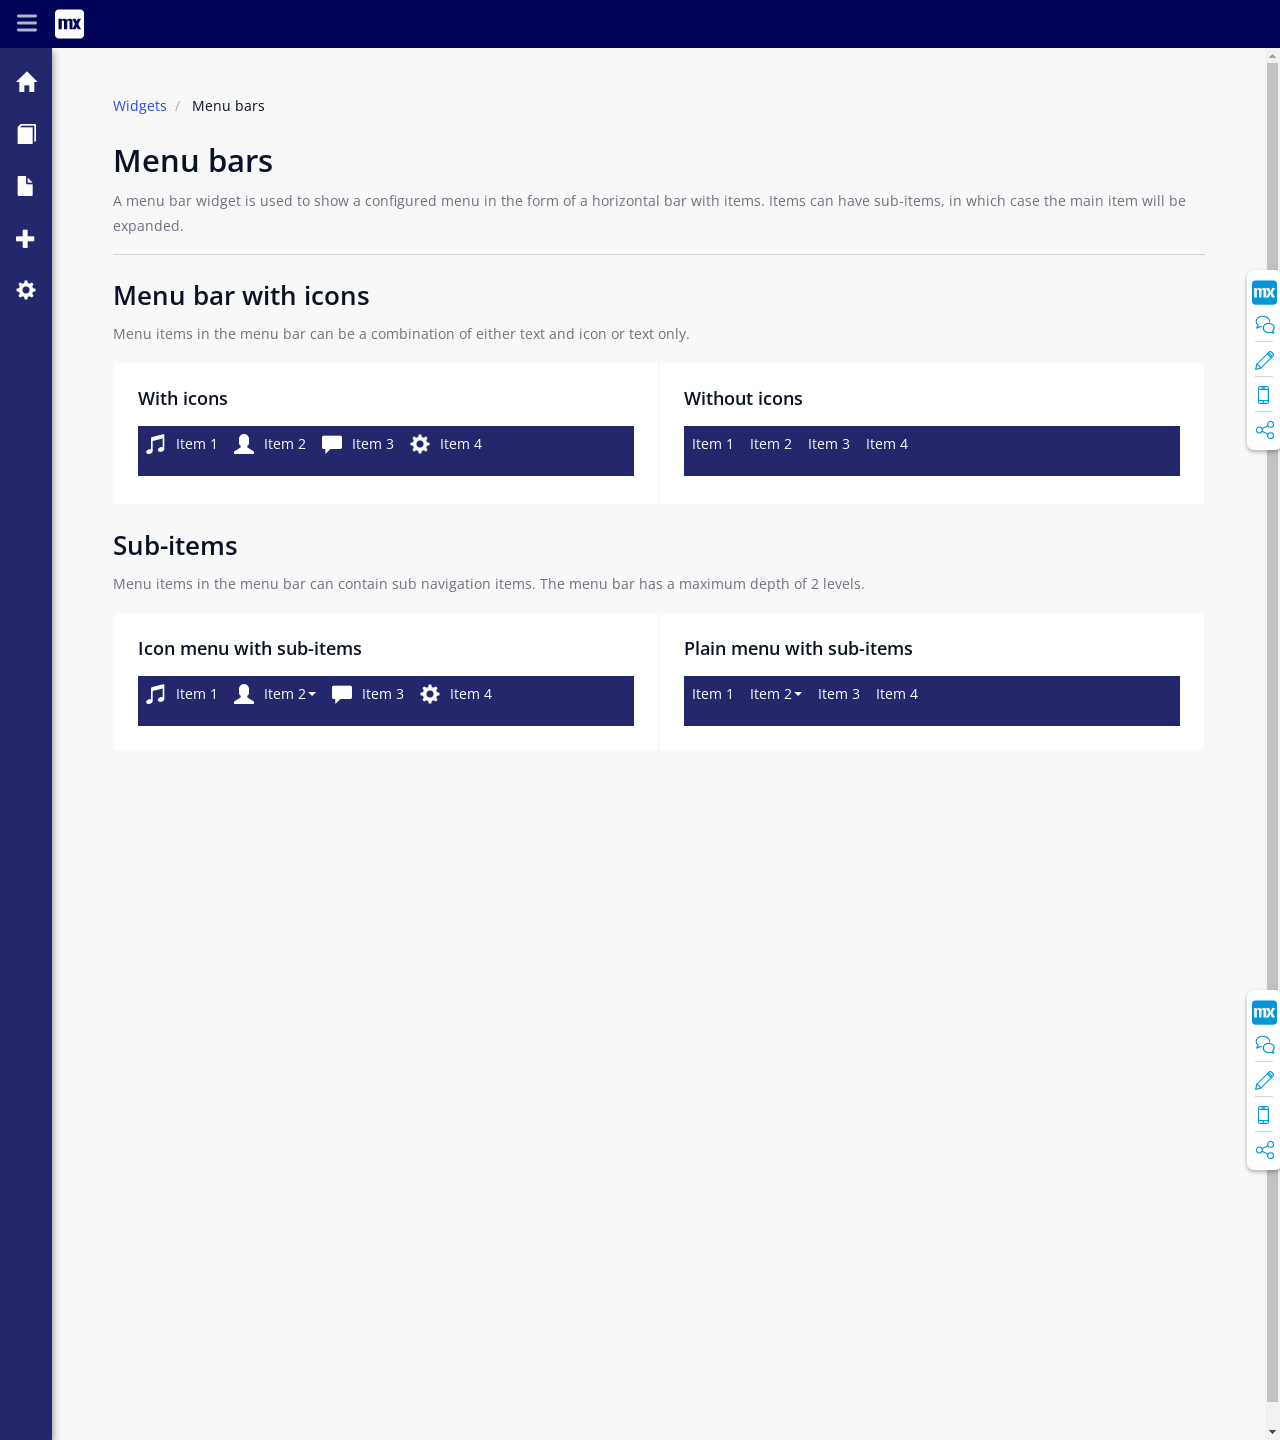 mx
Widgets / Menu bars
Menu bars
A menu bar widget is used to show a configured menu in the form of a horizontal bar with items. Items can have sub-items, in which case the main item will be
expanded.
Menu bar with icons
Menu items in the menu bar can be a combination of either text and icon or text only.
With icons
Item 1 Item 2 Item 3 Item 4
Without icons
Item 1 Item 2 Item 3 Item 4
mx
Sub-items
Menu items in the menu bar can contain sub navigation items. The menu bar has a maximum depth of 2 levels.
Icon menu with sub-items
Item 1 Item 2 Item 3 Item 4
Plain menu with sub-items
Item 1 Item 2 Item 3 Item 4
mx